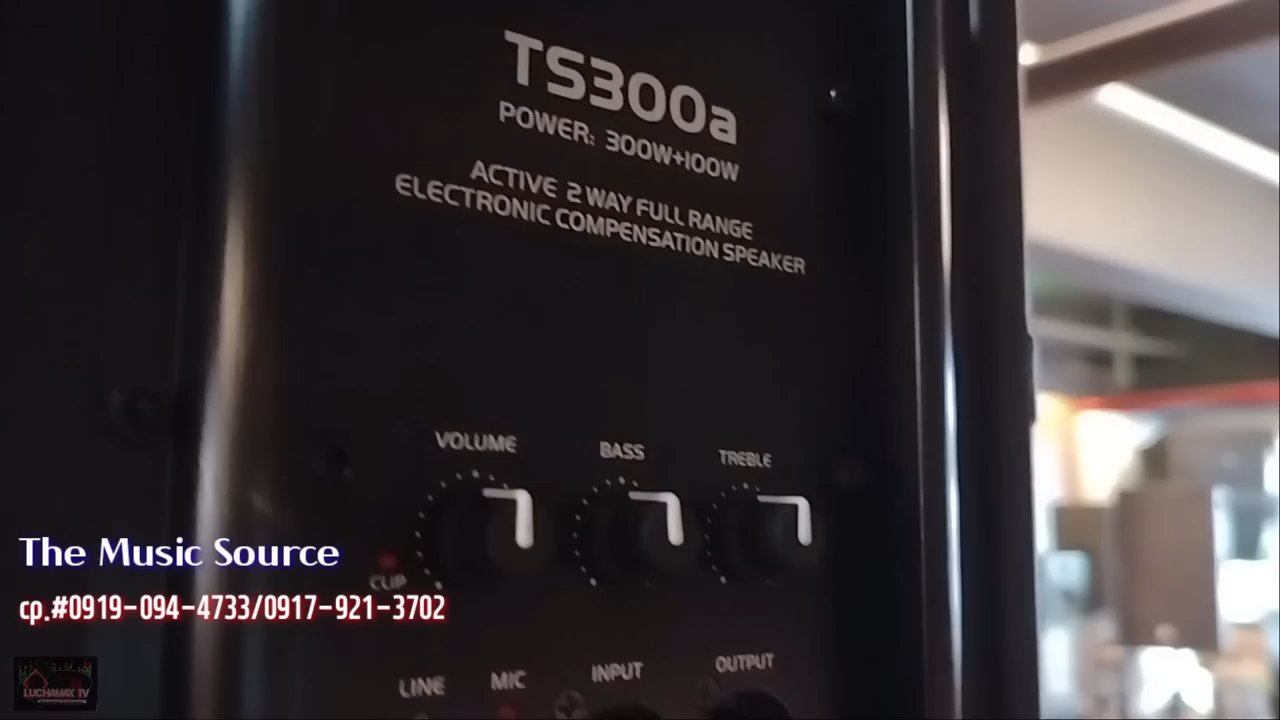 TS300a
POWER: 300W+100W
ACTIVE 2 WAY FULL RANGE
ELECTRONIC COMPENSATION SPEAKER
VOLUME BASS TREBLE
The Music Source
CLIP
cp.#0919-094-4733/0917-921-3702
LINE MIC INPUT OUTPUT
LUCHAMAX TV